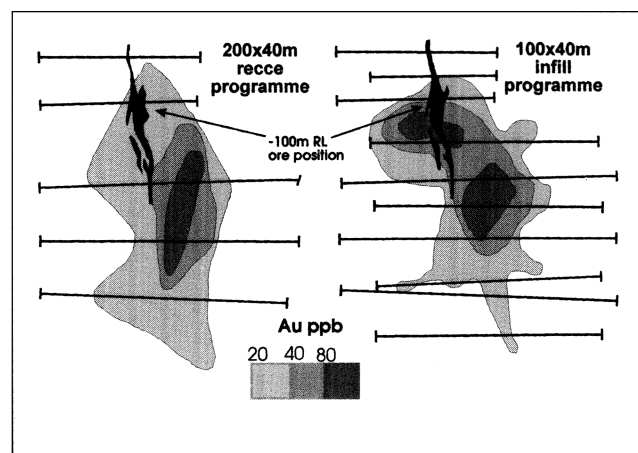 200x40m
recce
programme
100x40m
infill
programme
-100m RL
ore position
Au ppb
20 40 80